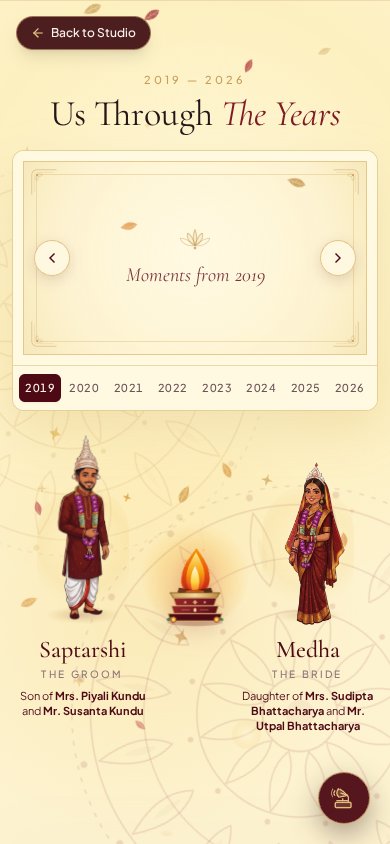 Back to Studio
2019 — 2026
Us Through The Years
Moments from 2019
2019 2020 2021 2022 2023 2024 2025 2026
Saptarshi
THE GROOM
Son of Mrs. Piyali Kundu
and Mr. Susanta Kundu
Medha
THE BRIDE
Daughter of Mrs. Sudipta
Bhattacharya and Mr.
Utpal Bhattacharya